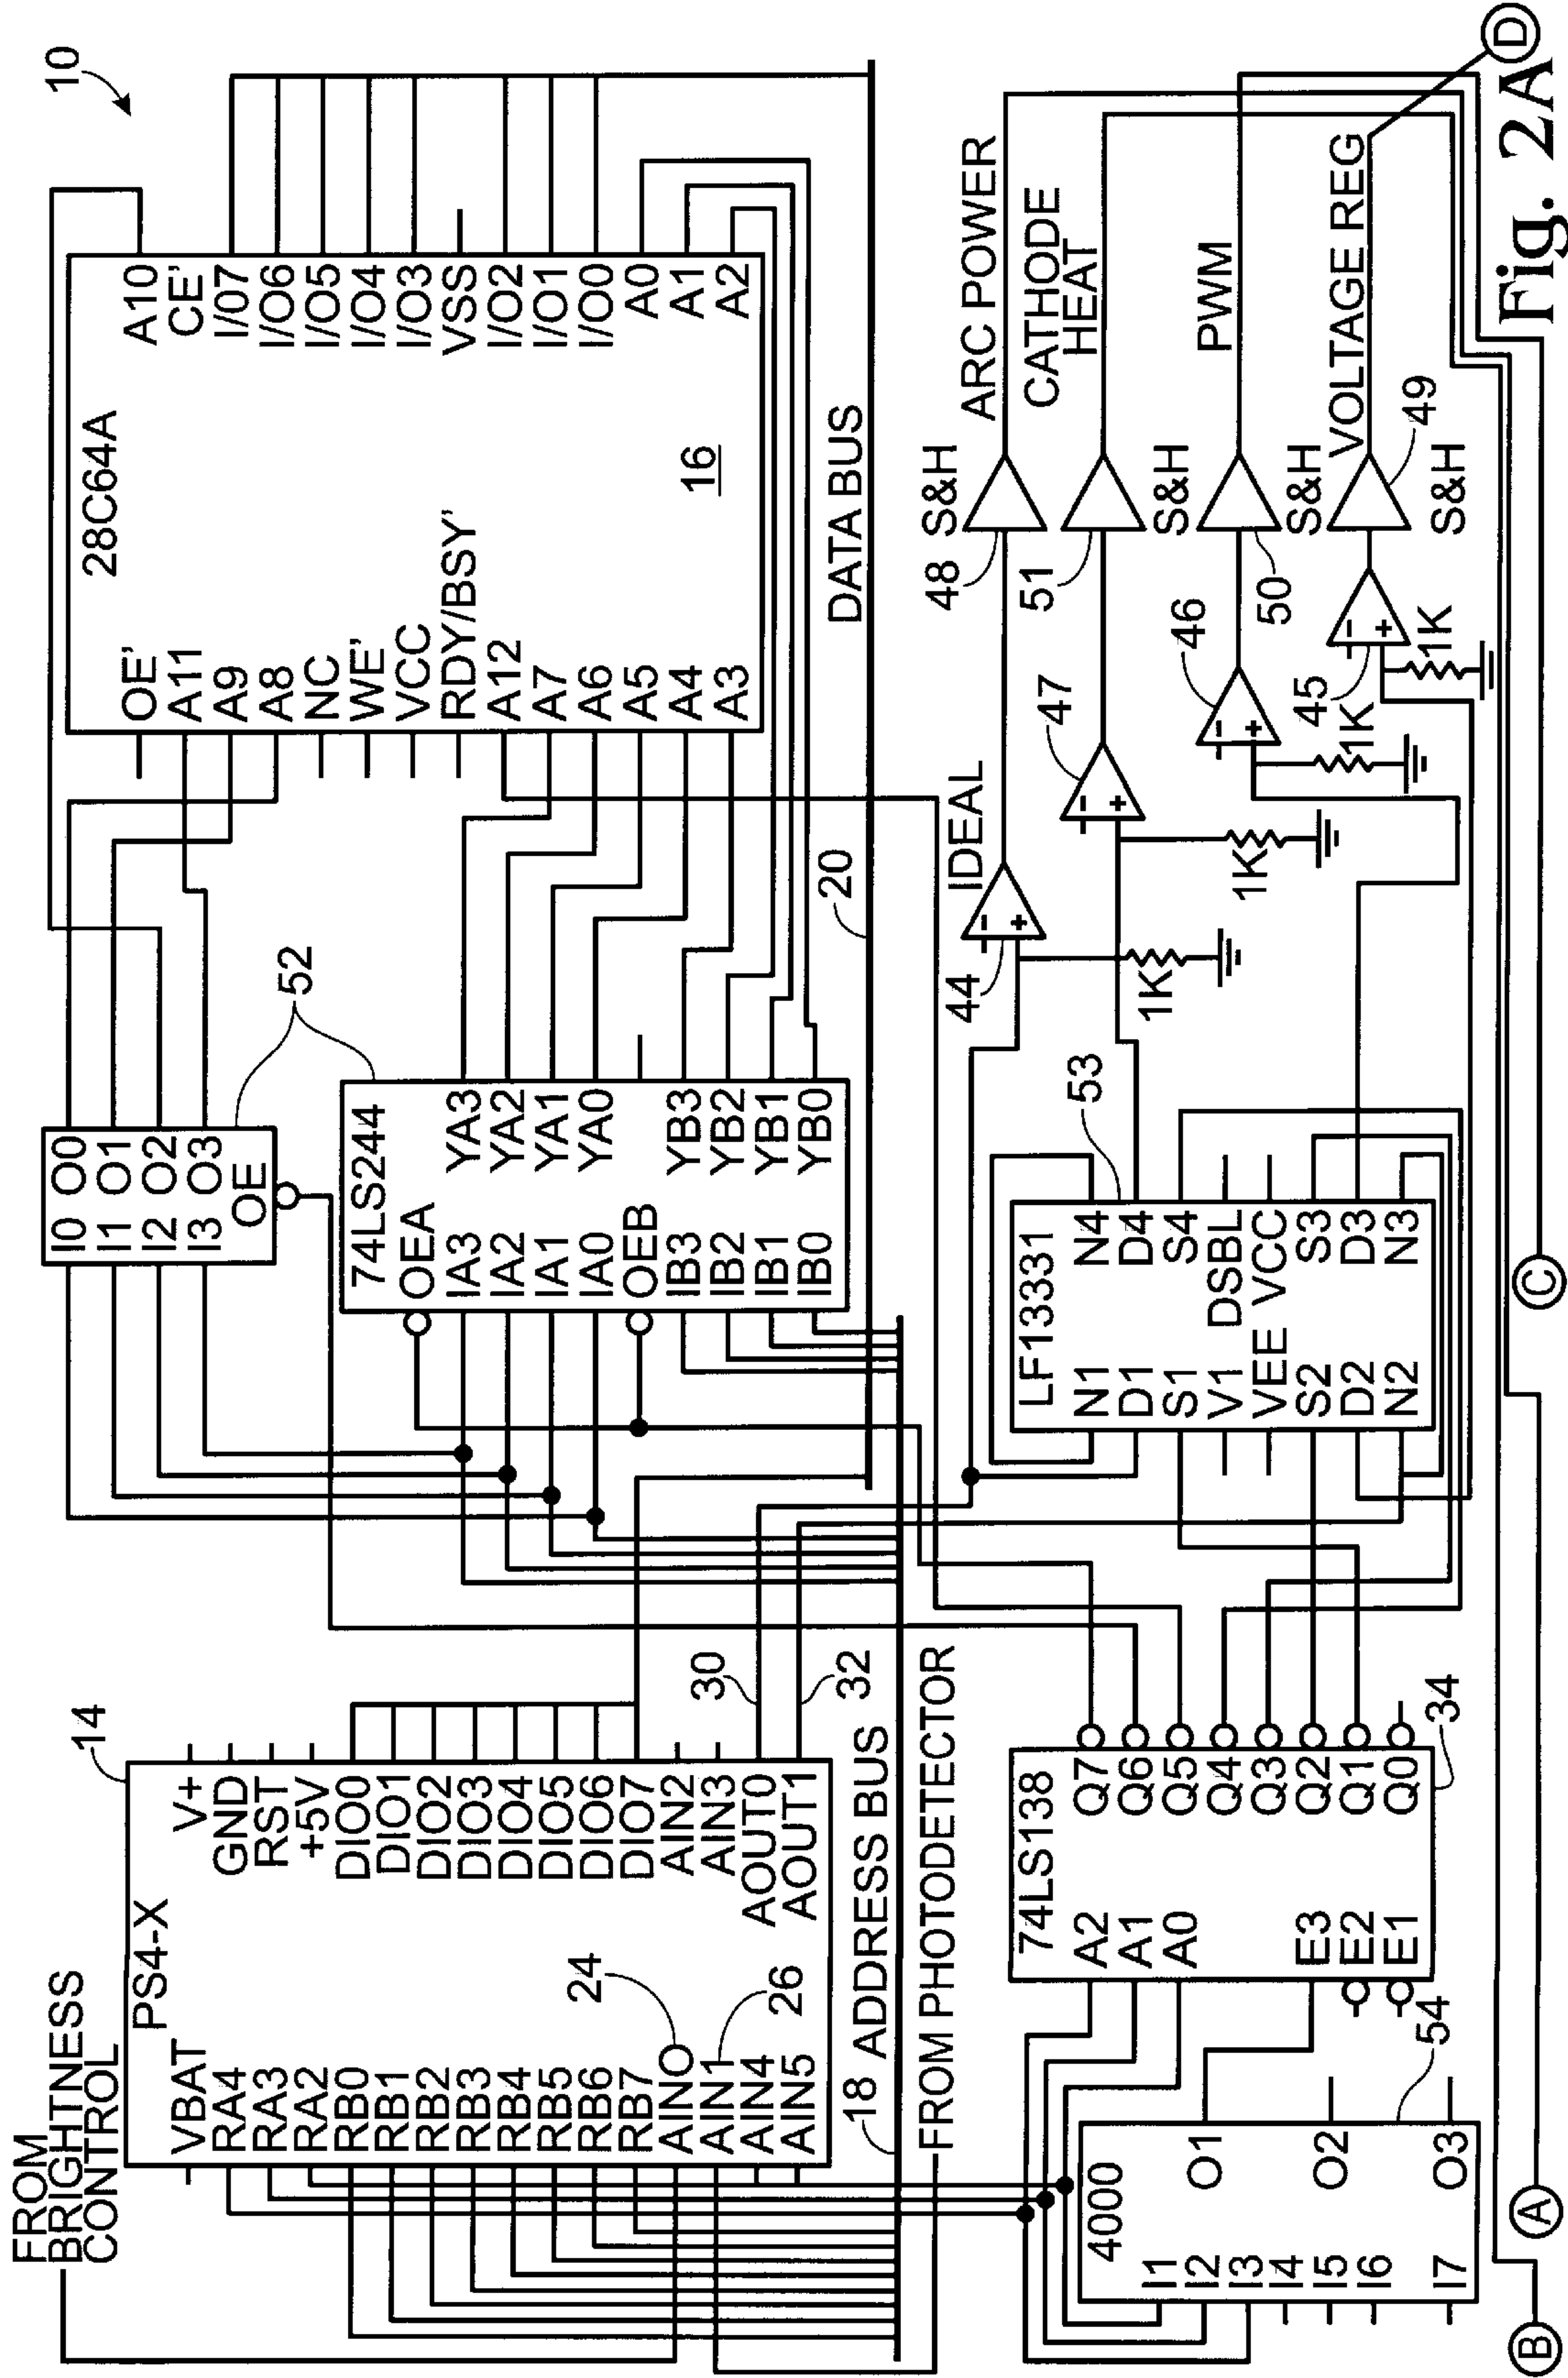 10
FROM
BRIGHTNESS
CONTROL
14
PS4-X
VBAT
RA4
RA3
RA2
RB0
RB1
RB2
RB3
RB4
RB5
RB6
RB7
AINO
AIN1
AIN4
AIN5
V+
GND
RST
+5V
DIO0
DIO1
DIO2
DIO3
DIO4
DIO5
DIO6
DIO7
AIN2
AIN3
AOUT0
AOUT1
24
26
30
32
18 ADDRESS BUS
FROM PHOTODETECTOR
I0 O0
I1 O1
I2 O2
I3 O3
OE
52
74LS244
OEA
IA3 YA3
IA2 YA2
IA1 YA1
IA0 YA0
OEB
IB3 YB3
IB2 YB2
IB1 YB1
IB0 YB0
28C64A
OE'
A11
A9
A8
NC
WE'
VCC
RDY/BSY'
A12
A7
A6
A5
A4
A3
A10
CE'
I/07
I/O6
I/O5
I/O4
I/O3
VSS
I/O2
I/O1
I/O0
A0
A1
A2
16
20
DATA BUS
4000
I1
I2
I3
I4
I5
I6
I7
O1
O2
O3
54
74LS138
A2
A1
A0
E3
E2
E1
Q7
Q6
Q5
Q4
Q3
Q2
Q1
Q0
34
LF13331
N1 N4
D1 D4
S1 S4
V1 DSBL
VEE VCC
S2 S3
D2 D3
N2 N3
53
IDEAL
44
- +
1K
47
- +
1K
46
- +
1K
45
- +
1K
48
S&H
ARC POWER
51
S&H
CATHODE
HEAT
50
S&H
PWM
49
S&H
VOLTAGE REG
B
A
C
D
Fig. 2A